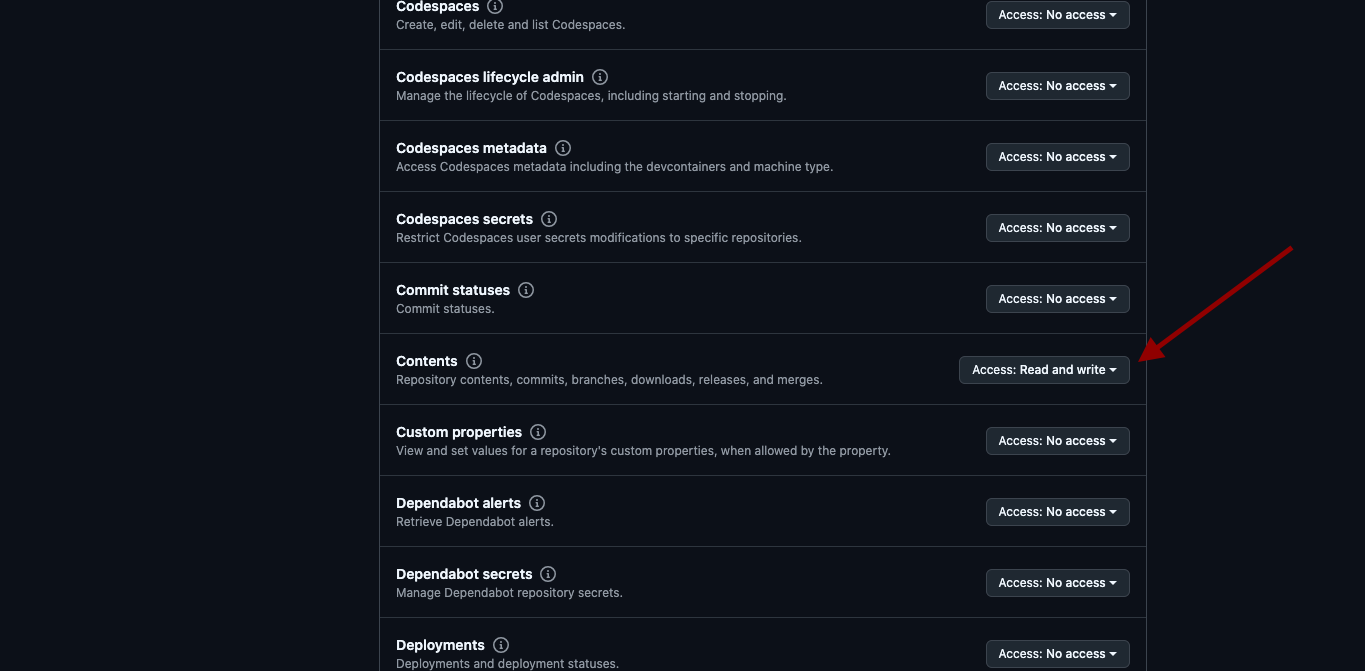 Codespaces
Create, edit, delete and list Codespaces.
Access: No access
Codespaces lifecycle admin
Manage the lifecycle of Codespaces, including starting and stopping.
Access: No access
Codespaces metadata
Access Codespaces metadata including the devcontainers and machine type.
Access: No access
Codespaces secrets
Restrict Codespaces user secrets modifications to specific repositories.
Access: No access
Commit statuses
Commit statuses.
Access: No access
Contents
Repository contents, commits, branches, downloads, releases, and merges.
Access: Read and write
Custom properties
View and set values for a repository's custom properties, when allowed by the property.
Access: No access
Dependabot alerts
Retrieve Dependabot alerts.
Access: No access
Dependabot secrets
Manage Dependabot repository secrets.
Access: No access
Deployments
Deployments and deployment statuses.
Access: No access